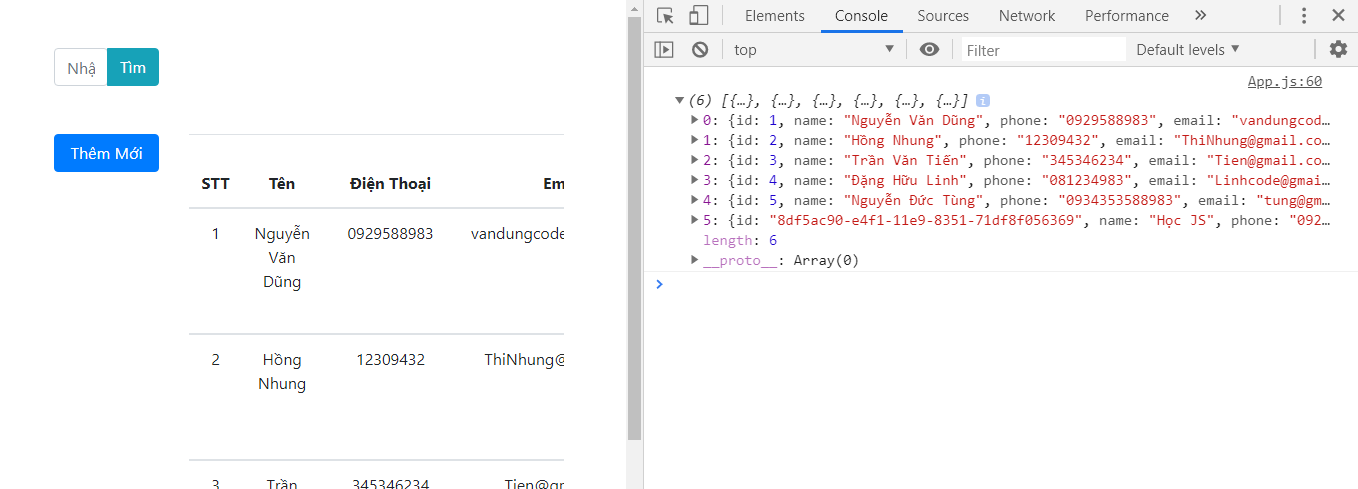 Nhậ Tìm
Thêm Mới
STT Tên Điện Thoại Em
1 Nguyễn Văn Dũng 0929588983 vandungcode
2 Hồng Nhung 12309432 ThiNhung@
3 Trần 345346234 Tien@gm
Elements Console Sources Network Performance »
top Filter Default levels ▼
App.js:60
(6) [{…}, {…}, {…}, {…}, {…}, {…}] i
0: {id: 1, name: "Nguyễn Văn Dũng", phone: "0929588983", email: "vandungcod…
1: {id: 2, name: "Hồng Nhung", phone: "12309432", email: "ThiNhung@gmail.co…
2: {id: 3, name: "Trần Văn Tiến", phone: "345346234", email: "Tien@gmail.co…
3: {id: 4, name: "Đặng Hữu Linh", phone: "081234983", email: "Linhcode@gmai…
4: {id: 5, name: "Nguyễn Đức Tùng", phone: "0934353588983", email: "tung@gm…
5: {id: "8df5ac90-e4f1-11e9-8351-71df8f056369", name: "Học JS", phone: "092…
length: 6
__proto__: Array(0)